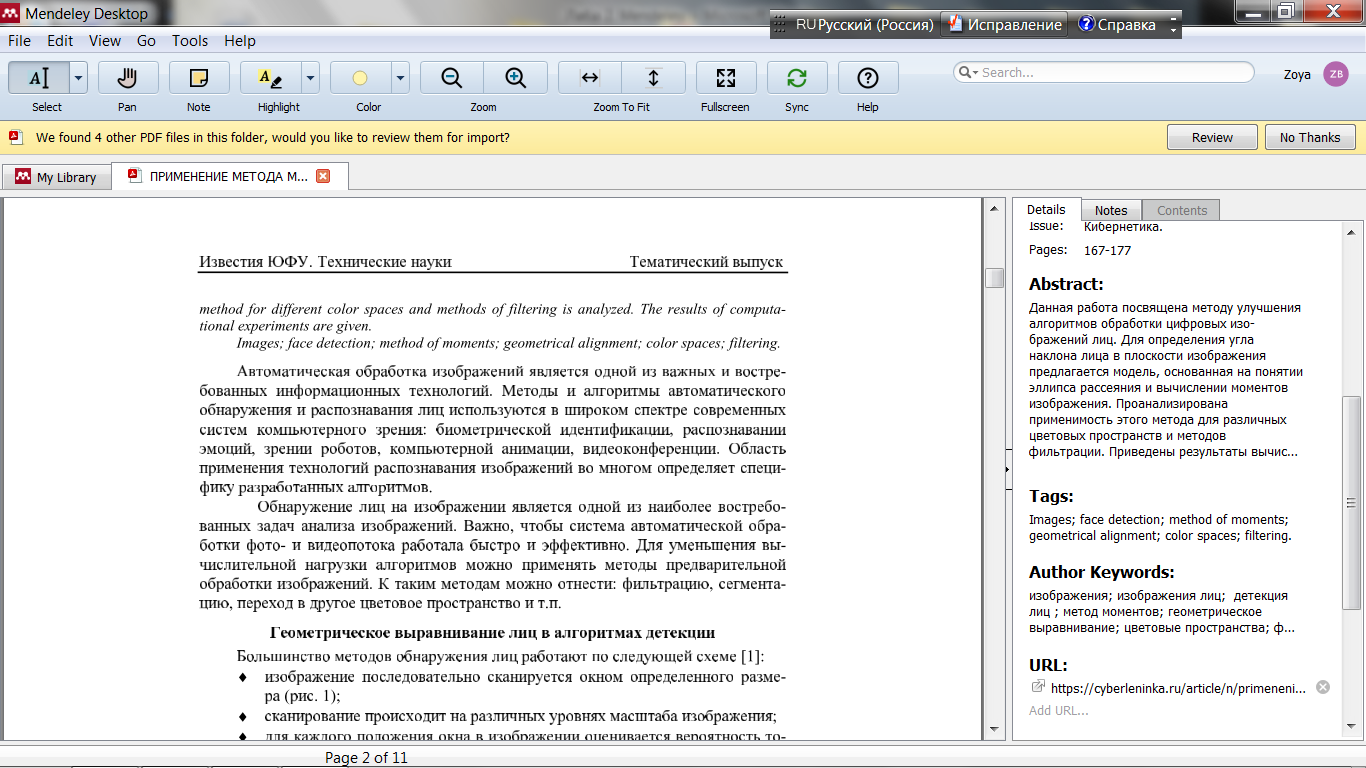 Mendeley Desktop
RU Русский (Россия) Исправление Справка
File Edit View Go Tools Help
Search...
Zoya ZB
Select Pan Note Highlight Color Zoom Zoom To Fit Fullscreen Sync Help
We found 4 other PDF files in this folder, would you like to review them for import?
Review No Thanks
My Library
ПРИМЕНЕНИЕ МЕТОДА М...
Известия ЮФУ. Технические науки Тематический выпуск
method for different color spaces and methods of filtering is analyzed. The results of computa-
tional experiments are given.
Images; face detection; method of moments; geometrical alignment; color spaces; filtering.
Автоматическая обработка изображений является одной из важных и востре-
бованных информационных технологий. Методы и алгоритмы автоматического
обнаружения и распознавания лиц используются в широком спектре современных
систем компьютерного зрения: биометрической идентификации, распознавании
эмоций, зрении роботов, компьютерной анимации, видеоконференции. Область
применения технологий распознавания изображений во многом определяет специ-
фику разработанных алгоритмов.
Обнаружение лиц на изображении является одной из наиболее востребо-
ванных задач анализа изображений. Важно, чтобы система автоматической обра-
ботки фото- и видеопотока работала быстро и эффективно. Для уменьшения вы-
числительной нагрузки алгоритмов можно применять методы предварительной
обработки изображений. К таким методам можно отнести: фильтрацию, сегмента-
цию, переход в другое цветовое пространство и т.п.
Геометрическое выравнивание лиц в алгоритмах детекции
Большинство методов обнаружения лиц работают по следующей схеме [1]:
♦ изображение последовательно сканируется окном определенного разме-
ра (рис. 1);
♦ сканирование происходит на различных уровнях масштаба изображения;
♦ для каждого положения окна в изображении оценивается вероятность то-
Page 2 of 11
Details Notes Contents
Issue: Кибернетика.
Pages: 167-177
Abstract:
Данная работа посвящена методу улучшения
алгоритмов обработки цифровых изо-
бражений лиц. Для определения угла
наклона лица в плоскости изображения
предлагается модель, основанная на понятии
эллипса рассеяния и вычислении моментов
изображения. Проанализирована
применимость этого метода для различных
цветовых пространств и методов
фильтрации. Приведены результаты вычис...
Tags:
Images; face detection; method of moments;
geometrical alignment; color spaces; filtering.
Author Keywords:
изображения; изображения лиц; детекция
лиц ; метод моментов; геометрическое
выравнивание; цветовые пространства; ф...
URL:
https://cyberleninka.ru/article/n/primeneni...
Add URL...